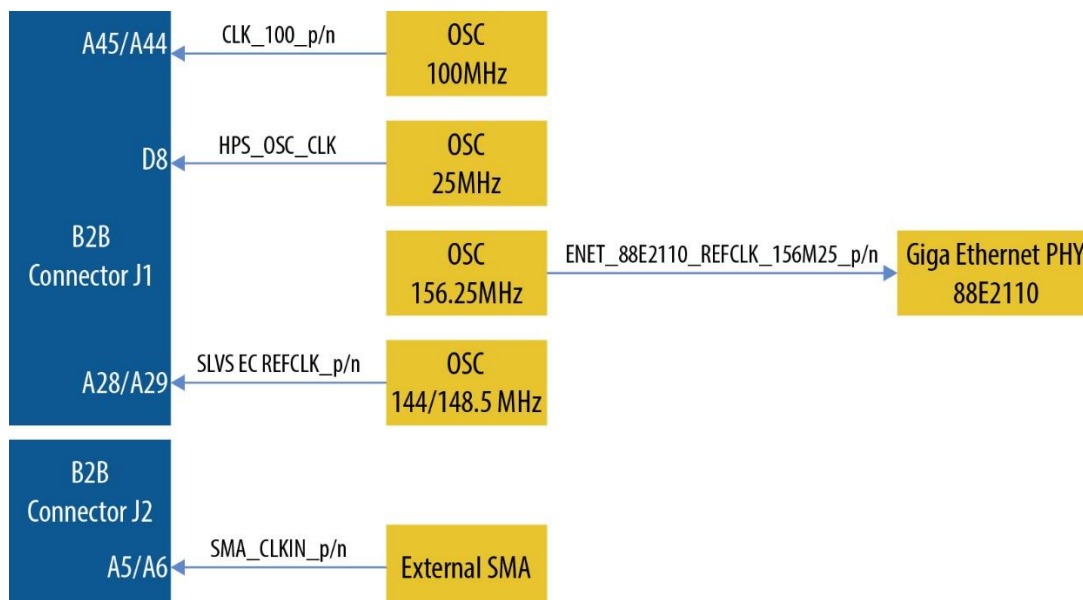 A45/A44
CLK_100_p/n
OSC
100MHz
D8
HPS_OSC_CLK
OSC
25MHz
B2B
Connector J1
OSC
156.25MHz
ENET_88E2110_REFCLK_156M25_p/n
Giga Ethernet PHY
88E2110
A28/A29
SLVS EC REFCLK_p/n
OSC
144/148.5 MHz
B2B
Connector J2
A5/A6
SMA_CLKIN_p/n
External SMA